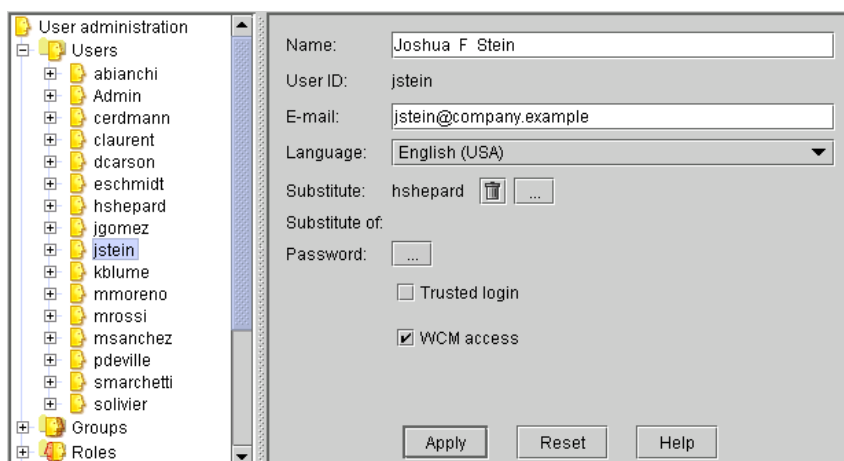 User administration
Users
abianchi
Admin
cerdmann
claurent
dcarson
eschmidt
hshepard
jgomez
jstein
kblume
mmoreno
mrossi
msanchez
pdeville
smarchetti
solivier
Groups
Roles
Name: Joshua F Stein
User ID: jstein
E-mail: jstein@company.example
Language: English (USA)
Substitute: hshepard ...
Substitute of:
Password: ...
Trusted login
WCM access
Apply Reset Help